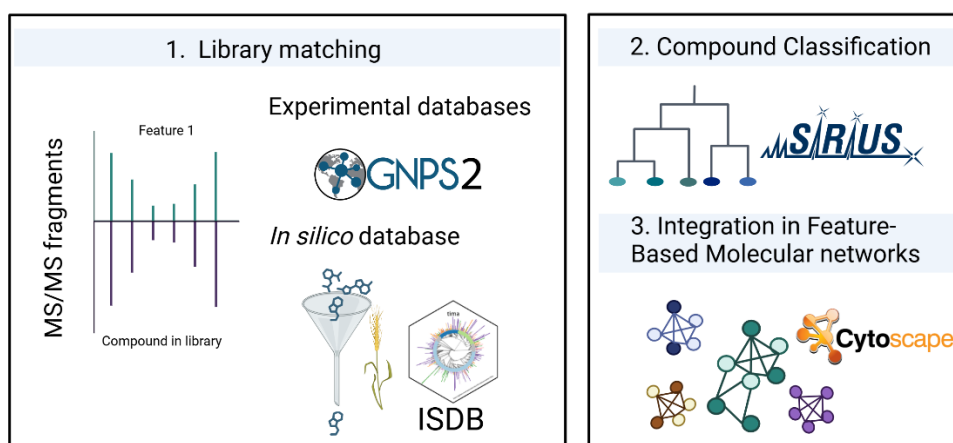 1. Library matching
Experimental databases
Feature 1
GNPS2
In silico database
MS/MS fragments
Compound in library
tima
ISDB
2. Compound Classification
SIRIUS
3. Integration in Feature-
Based Molecular networks
Cytoscape